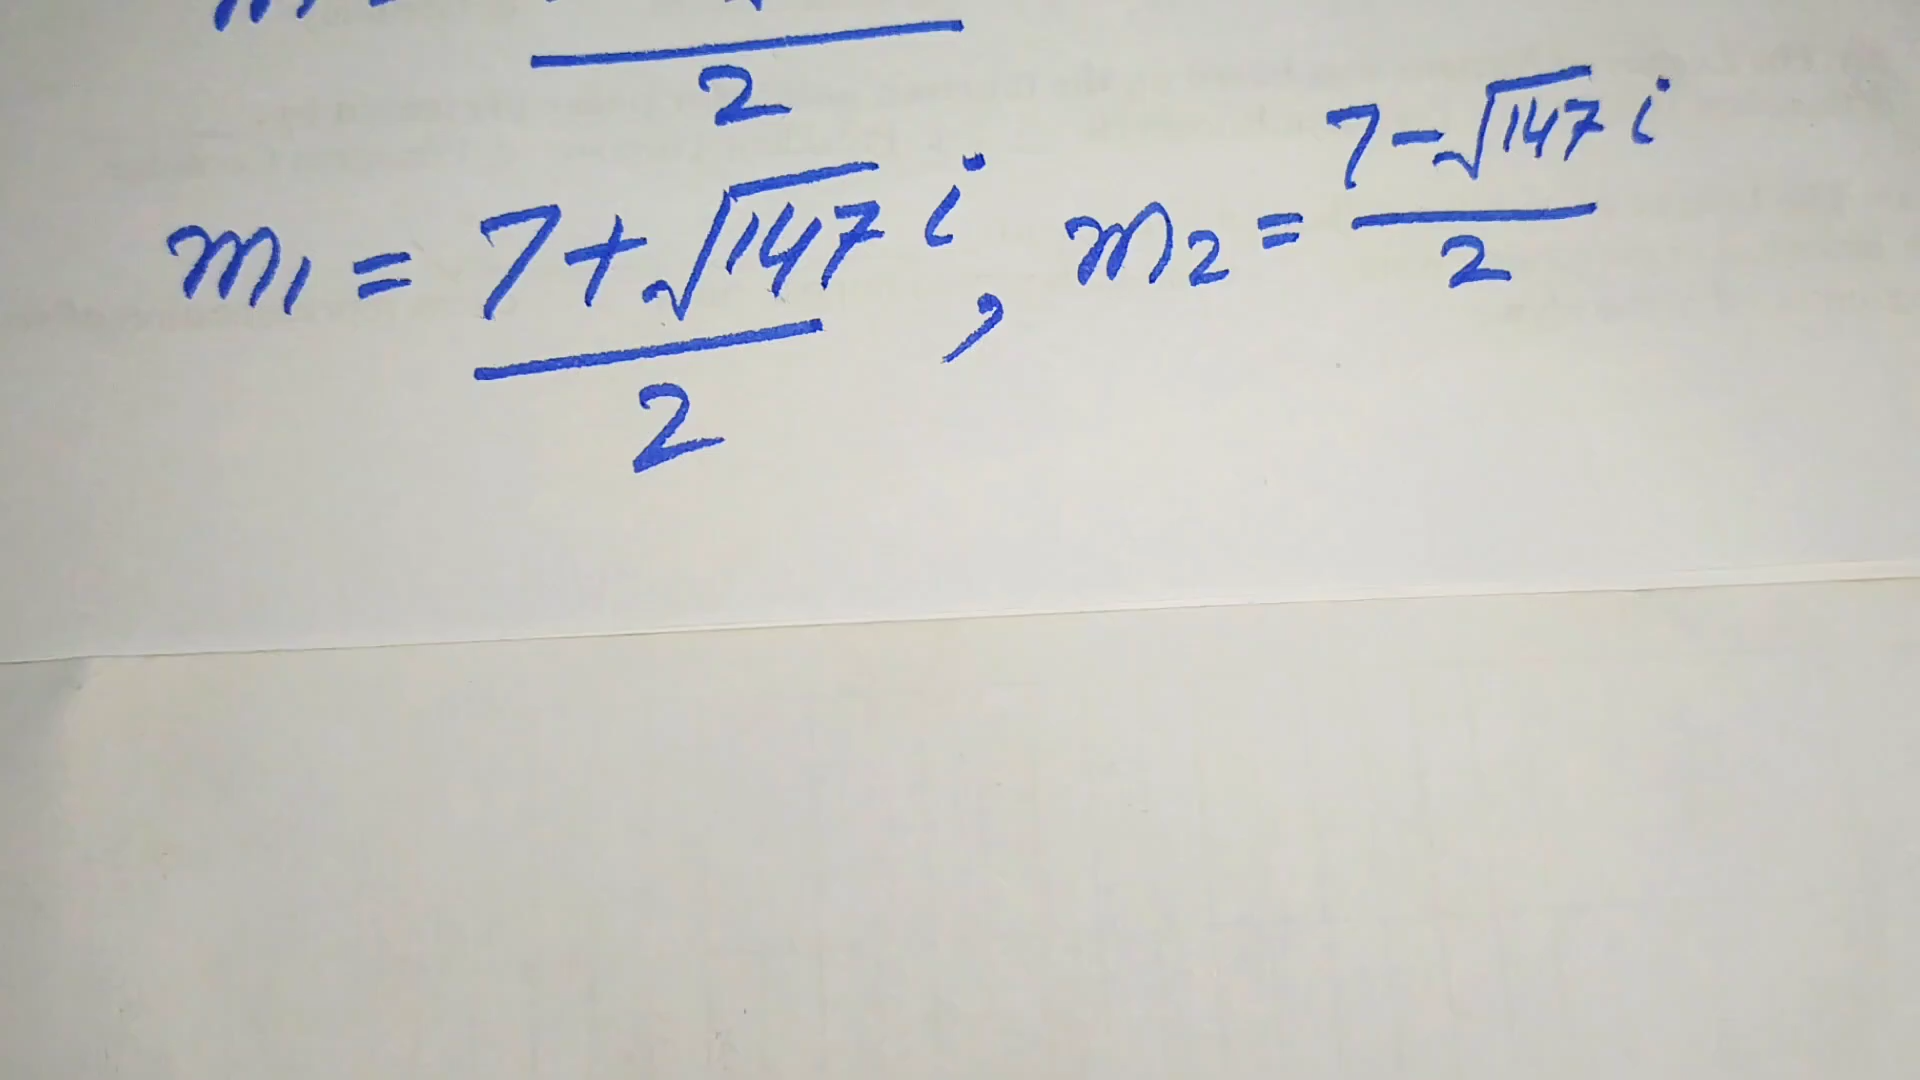 2
m1 = (7+√147 i)/2 , m2 = (7-√147 i)/2